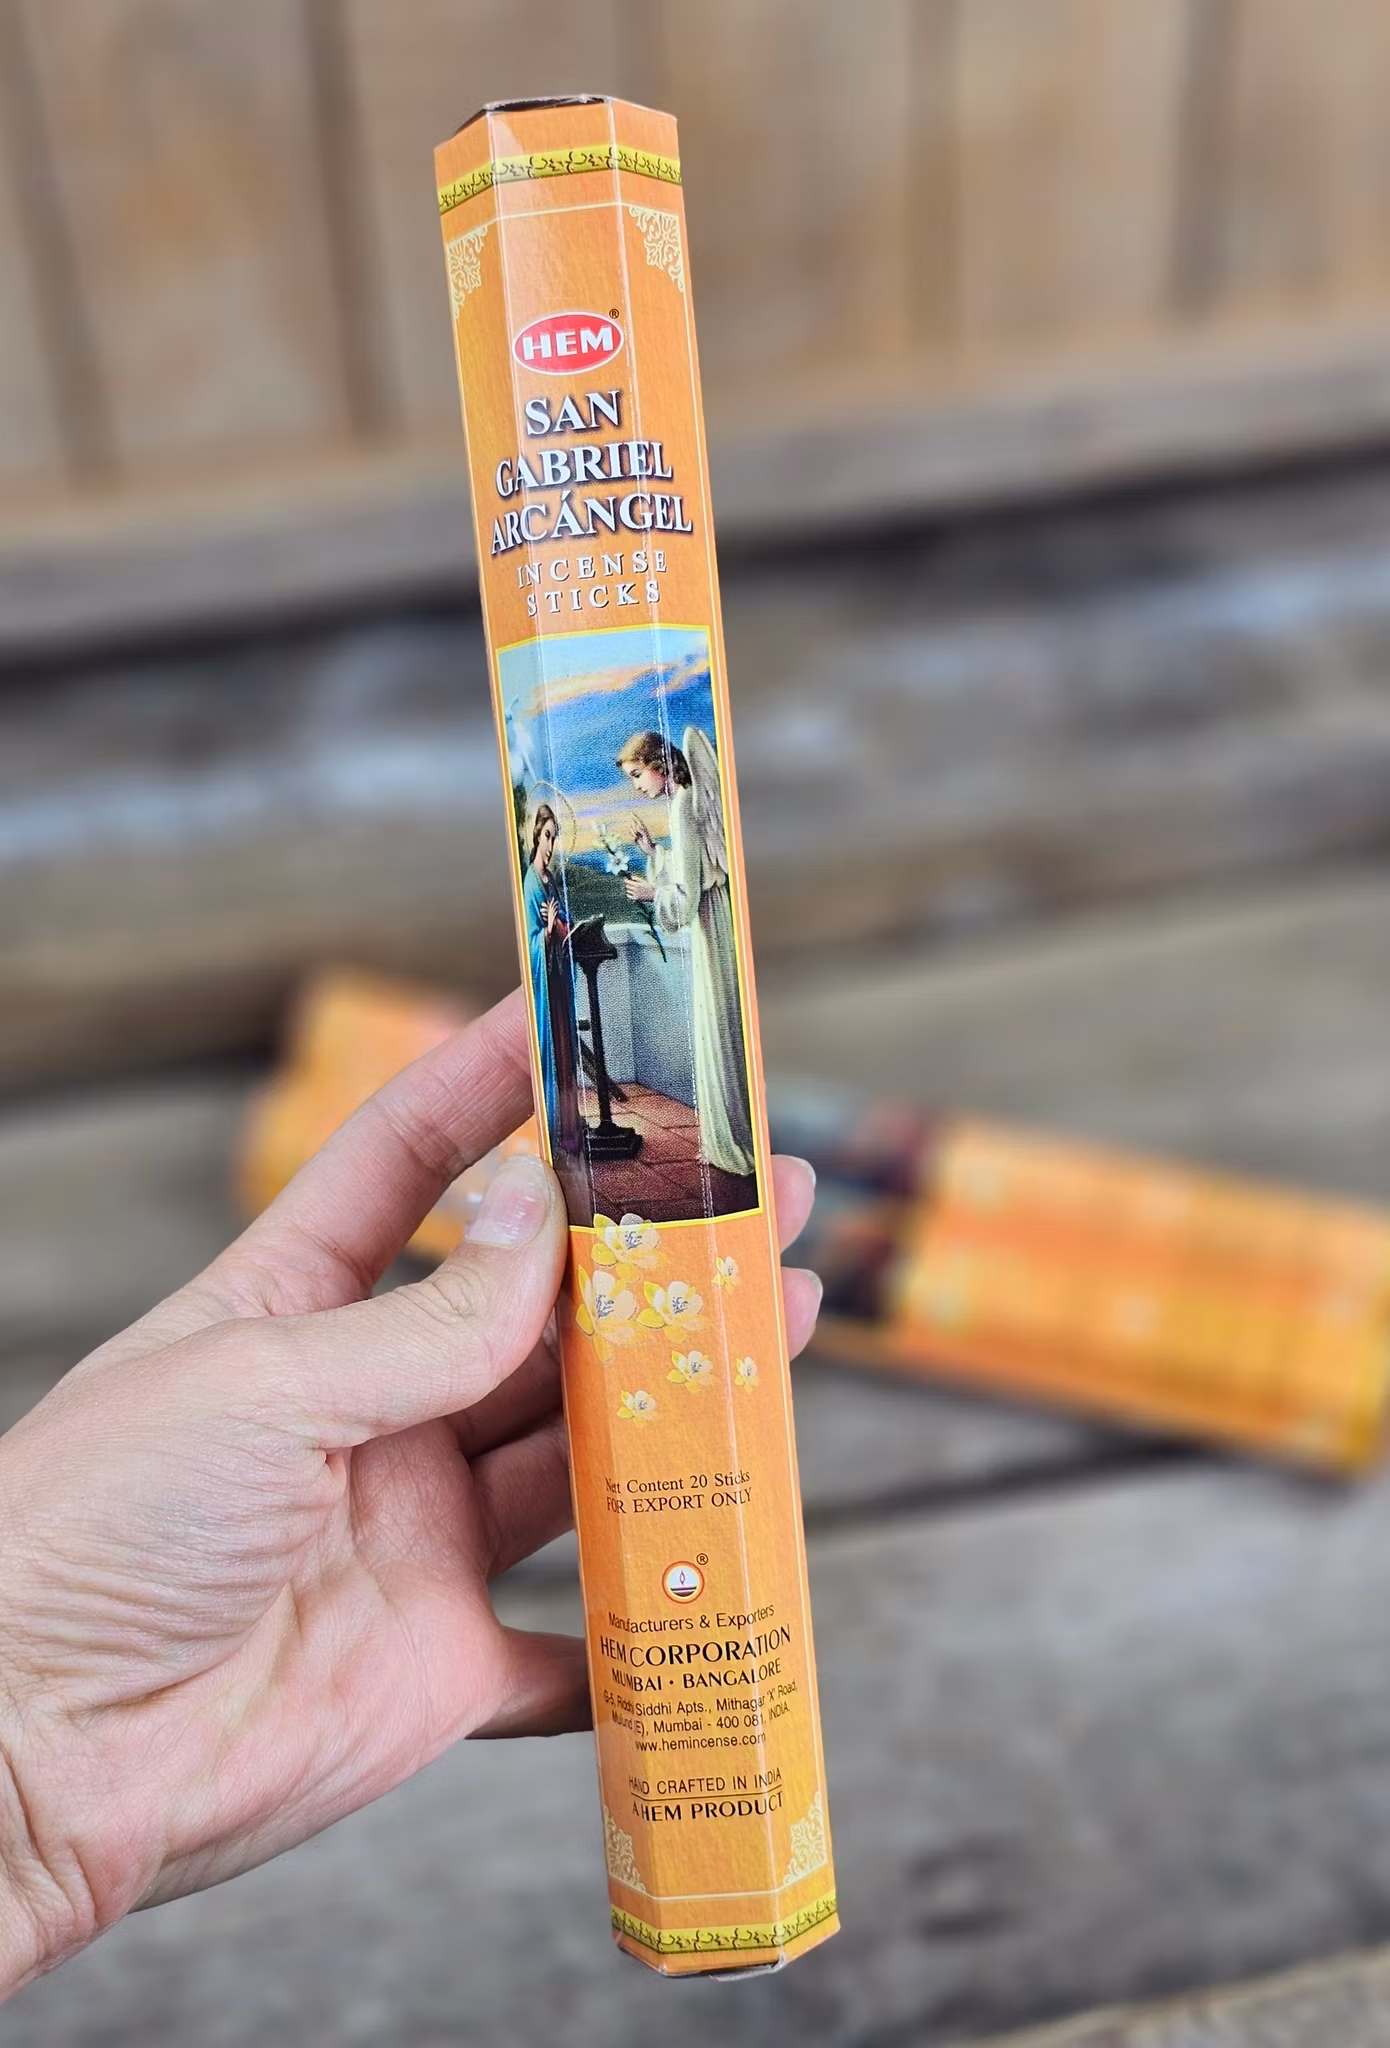 HEM®
SAN
GABRIEL
ARCÁNGEL
INCENSE
STICKS
Nett Content 20 Sticks
FOR EXPORT ONLY
®
Manufacturers & Exporters
HEM CORPORATION
MUMBAI • BANGALORE
G-5, Riddhi Siddhi Apts., Mithagar 'X' Road,
Mulund (E), Mumbai - 400 081. INDIA.
www.hemincense.com
HAND CRAFTED IN INDIA
A HEM PRODUCT